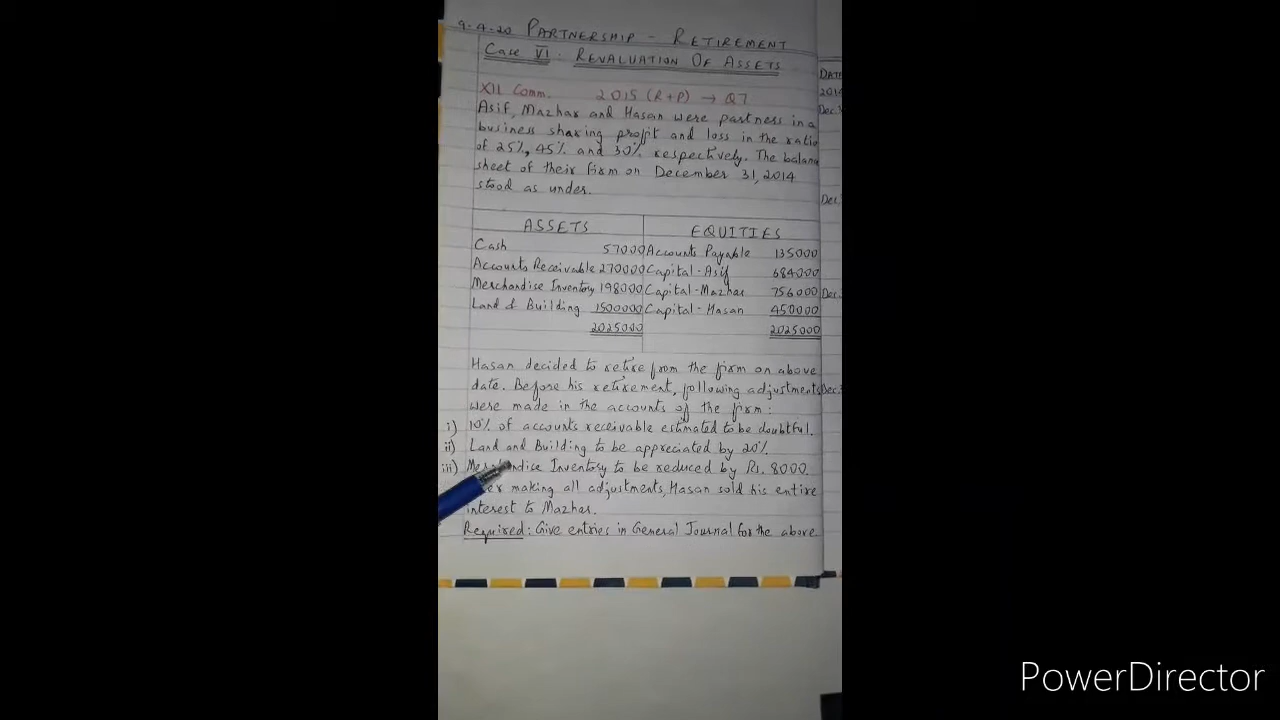 9-4-20 PARTNERSHIP - RETIREMENT
Case VI : REVALUATION OF ASSETS
XII Comm. 2015 (R+P) → Q7
Asif, Mazhar and Hasan were partners in a
business sharing profit and loss in the ratio
of 25%, 45% and 30% respectively. The balance
sheet of their firm on December 31, 2014
stood as under.
ASSETS EQUITIES
Cash 57000 Accounts Payable 135000
Accounts Receivable 270000 Capital-Asif 684000
Merchandise Inventory 198000 Capital-Mazhar 756000
Land & Building 1500000 Capital-Hasan 450000
2025000 2025000
Hasan decided to retire from the firm on above
date. Before his retirement, following adjustments
were made in the accounts of the firm:
i) 10% of accounts receivable estimated to be doubtful.
ii) Land and Building to be appreciated by 20%.
iii) Merchandise Inventory to be reduced by Rs. 8000.
making all adjustments, Hasan sold his entire
interest to Mazhar.
Required: Give entries in General Journal for the above
DATE
2014
Dec.
Dec.
Dec.
Dec.
PowerDirector